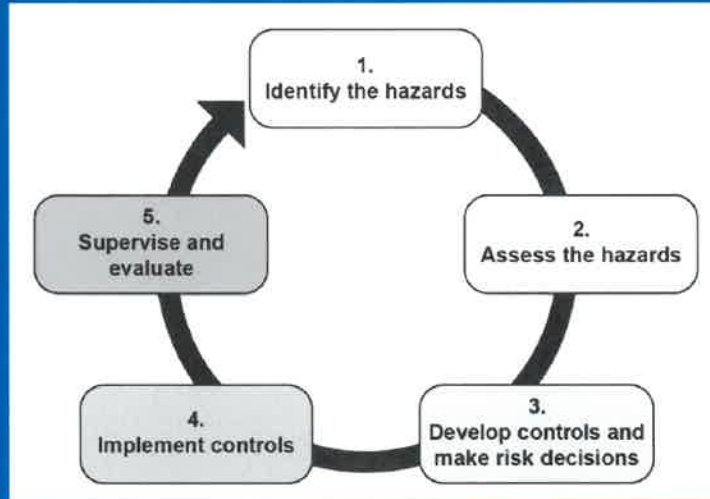 1.
Identify the hazards
2.
Assess the hazards
3.
Develop controls and
make risk decisions
4.
Implement controls
5.
Supervise and
evaluate